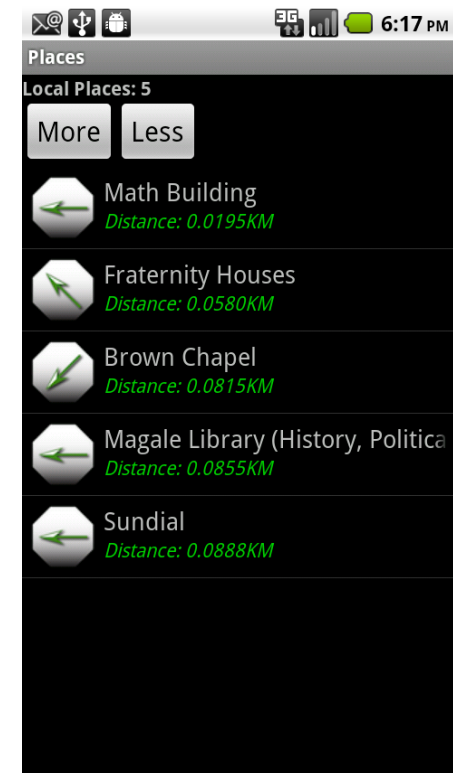 3G 6:17 PM
Places
Local Places: 5
More Less
Math Building
Distance: 0.0195KM
Fraternity Houses
Distance: 0.0580KM
Brown Chapel
Distance: 0.0815KM
Magale Library (History, Politica
Distance: 0.0855KM
Sundial
Distance: 0.0888KM